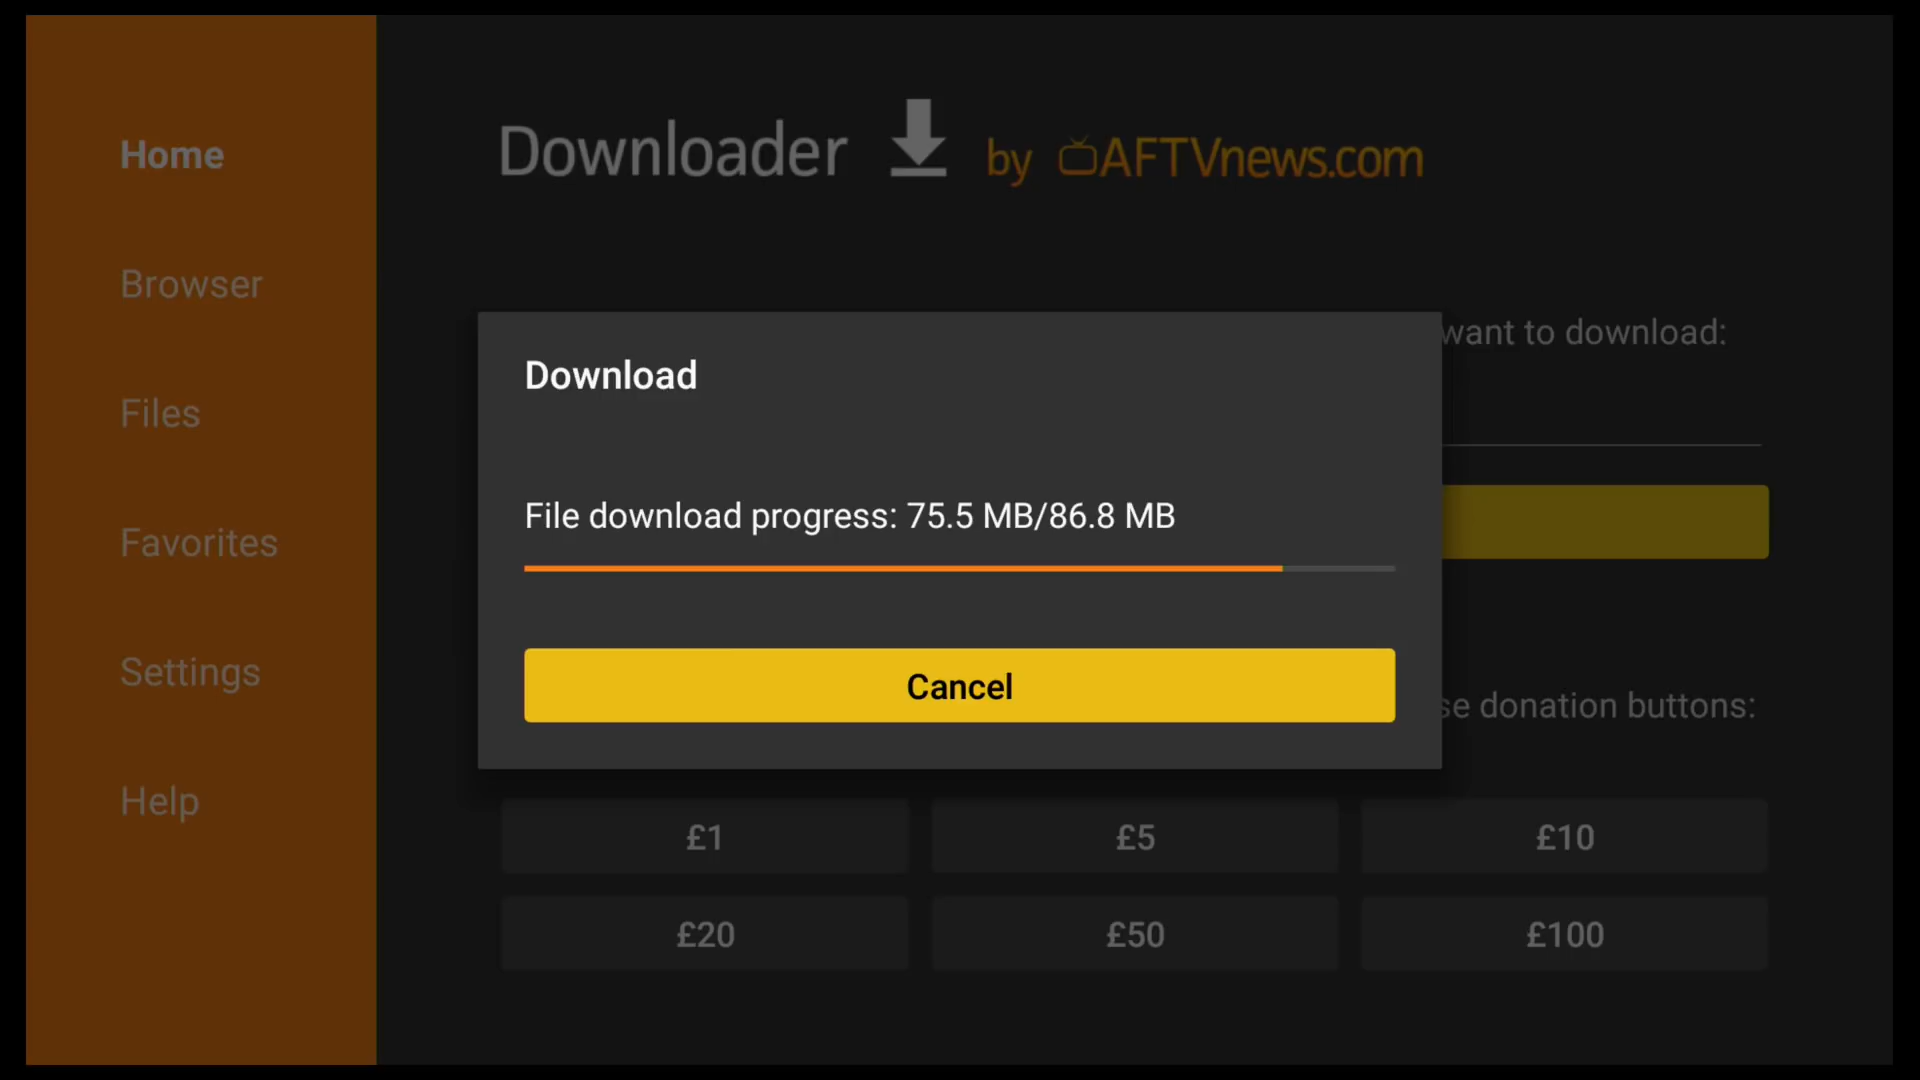 Home
Browser
Files
Favorites
Settings
Help
Downloader by AFTVnews.com
want to download:
Download
File download progress: 75.5 MB/86.8 MB
Cancel
donation buttons:
£1 £5 £10
£20 £50 £100